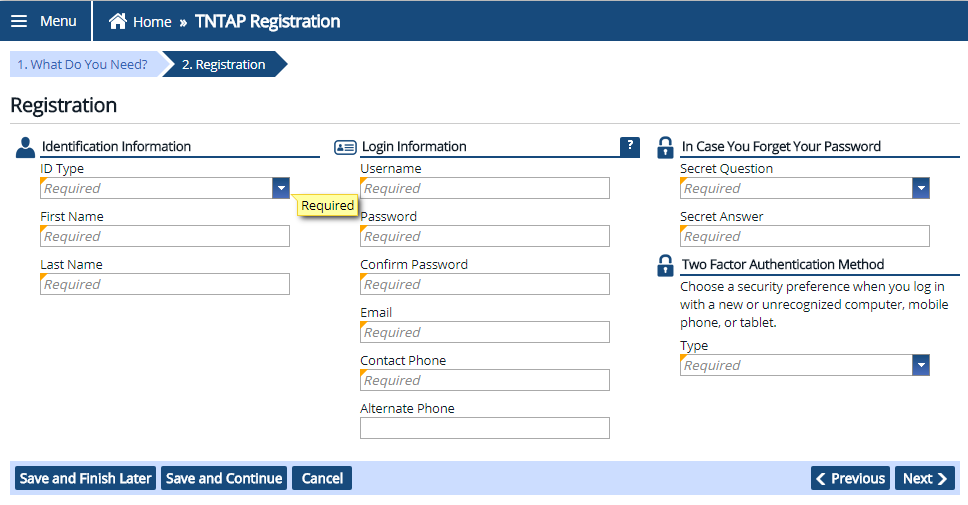 Menu
Home » TNTAP Registration
1. What Do You Need?
2. Registration
Registration
Identification Information
ID Type
Required
Required
First Name
Required
Last Name
Required
Login Information
?
Username
Required
Password
Required
Confirm Password
Required
Email
Required
Contact Phone
Required
Alternate Phone
In Case You Forget Your Password
Secret Question
Required
Secret Answer
Required
Two Factor Authentication Method
Choose a security preference when you log in
with a new or unrecognized computer, mobile
phone, or tablet.
Type
Required
Save and Finish Later
Save and Continue
Cancel
Previous
Next